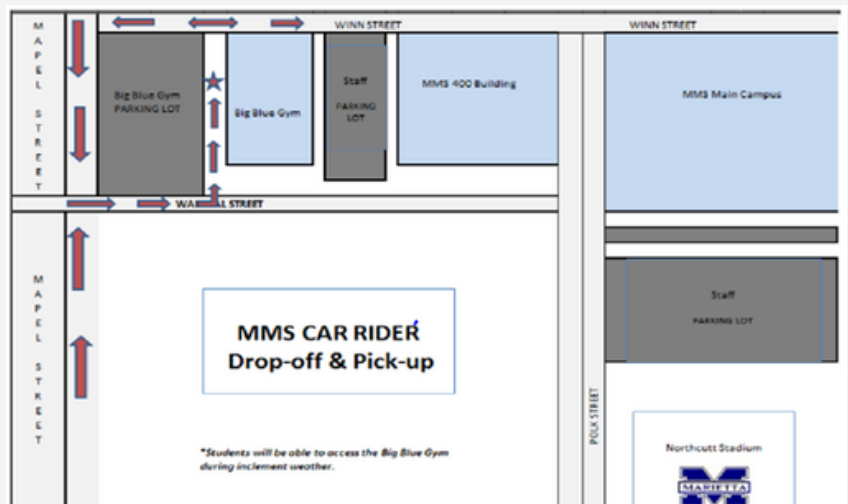 WINN STREET
WINN STREET
MAPEL STREET
Big Blue Gym
PARKING LOT
Big Blue Gym
Staff
PARKING
LOT
MMS 400 Building
MMS Main Campus
STREET
MAPEL STREET
MMS CAR RIDER
Drop-off & Pick-up
*Students will be able to access the Big Blue Gym
during inclement weather.
POLK STREET
Staff
PARKING LOT
Northcutt Stadium
M
MARIETTA